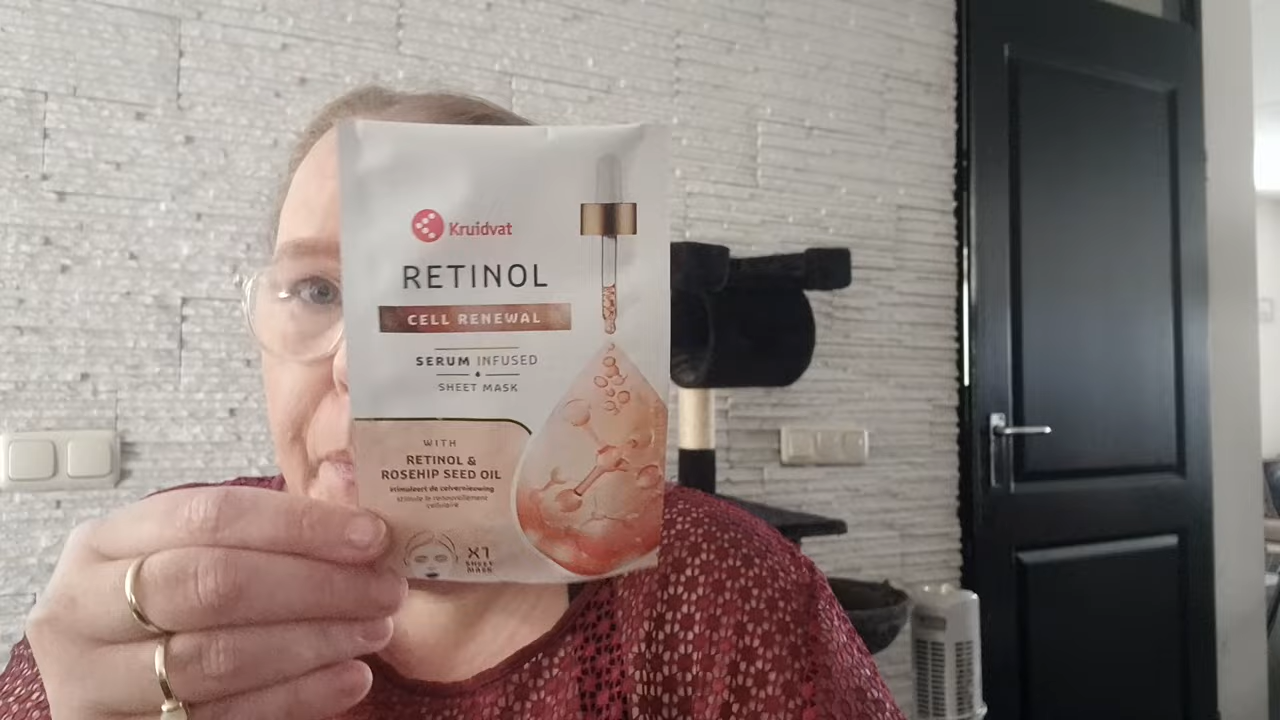 Kruidvat
RETINOL
CELL RENEWAL
SERUM INFUSED
SHEET MASK
WITH
RETINOL &
ROSEHIP SEED OIL
stimuleert de celvernieuwing
stimule le renouvellement
cellulaire
X1
SHEET
MASK